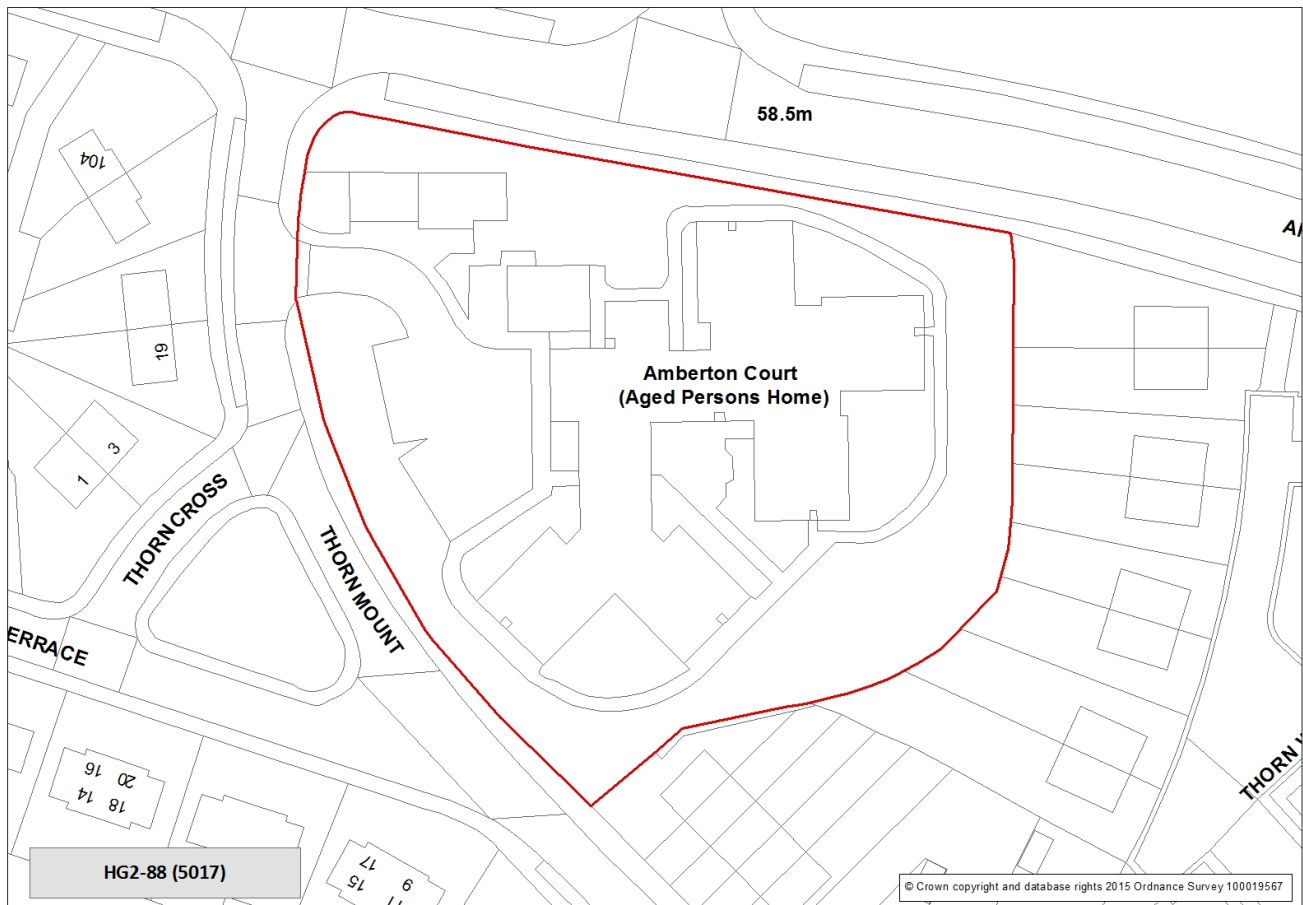 58.5m
104
19
Amberton Court
(Aged Persons Home)
3
1
THORN CROSS
THORN MOUNT
ERRACE
THORN
16 20
14 18
17
15
9
HG2-88 (5017)
© Crown copyright and database rights 2015 Ordnance Survey 100019567